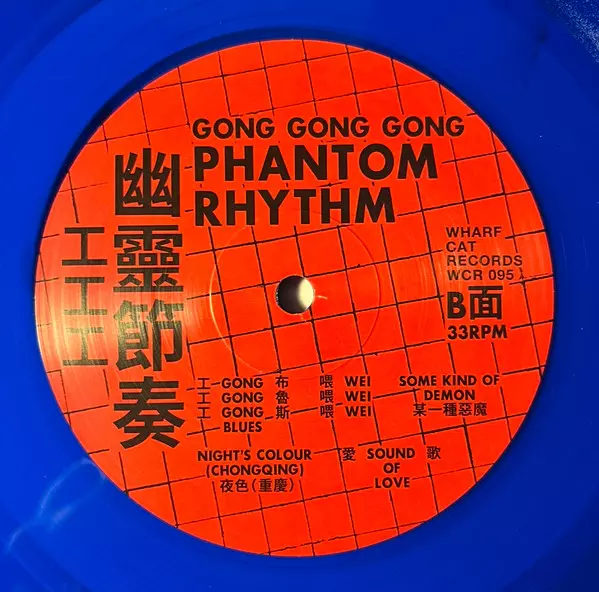 GONG GONG GONG
PHANTOM
RHYTHM
幽靈節奏
工工工
WHARF
CAT
RECORDS
WCR 095
B面
33RPM
工 GONG 布
工 GONG 魯
工 GONG 斯
BLUES
喂 WEI
喂 WEI
喂 WEI
SOME KIND OF
DEMON
某一種惡魔
NIGHT'S COLOUR
(CHONGQING)
夜色(重慶)
愛 SOUND 歌
OF
LOVE